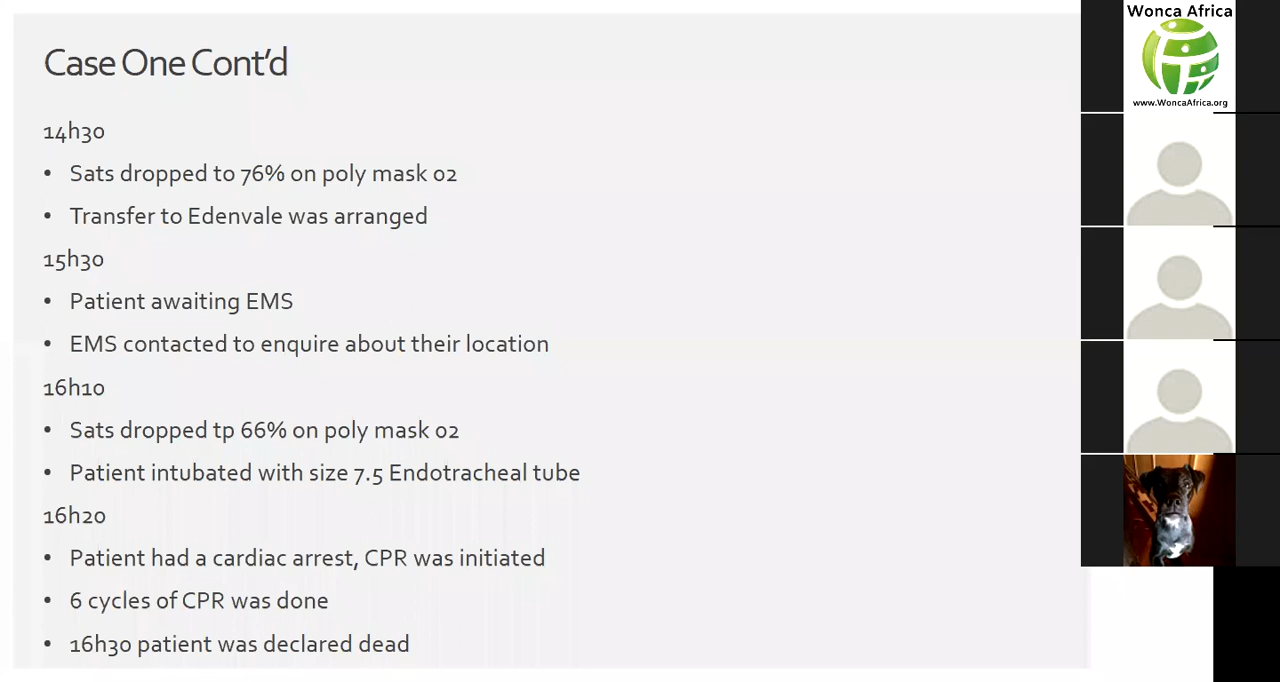 Case One Cont'd
14h30
• Sats dropped to 76% on poly mask 02
• Transfer to Edenvale was arranged
15h30
• Patient awaiting EMS
• EMS contacted to enquire about their location
16h10
• Sats dropped tp 66% on poly mask 02
• Patient intubated with size 7.5 Endotracheal tube
16h20
• Patient had a cardiac arrest, CPR was initiated
• 6 cycles of CPR was done
• 16h30 patient was declared dead
Wonca Africa
www.WoncaAfrica.org